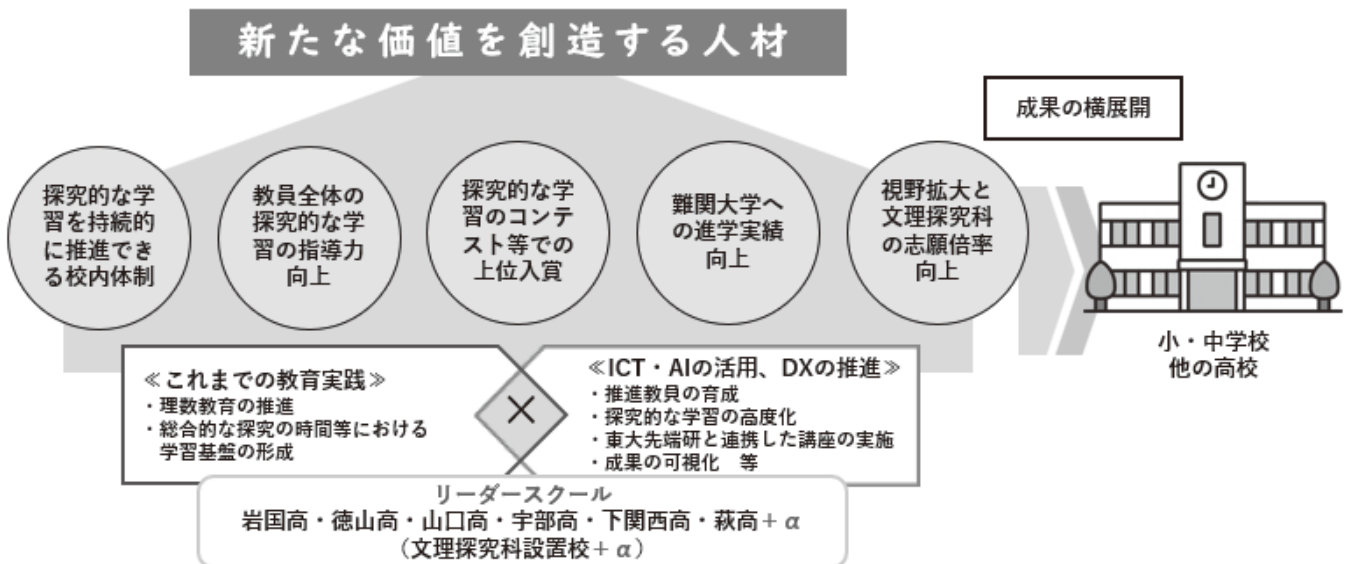 新たな価値を創造する人材
成果の横展開
探究的な学
習を持続的
に推進でき
る校内体制
教員全体の
探究的な学
習の指導力
向上
探究的な学
習のコンテ
スト等での
上位入賞
難関大学へ
の進学実績
向上
視野拡大と
文理探究科
の志願倍率
向上
小・中学校
他の高校
≪これまでの教育実践≫
・理数教育の推進
・総合的な探究の時間等における
学習基盤の形成
×
≪ICT・AIの活用、DXの推進≫
・推進教員の育成
・探究的な学習の高度化
・東大先端研と連携した講座の実施
・成果の可視化　等
リーダースクール
岩国高・徳山高・山口高・宇部高・下関西高・萩高＋α
（文理探究科設置校＋α）